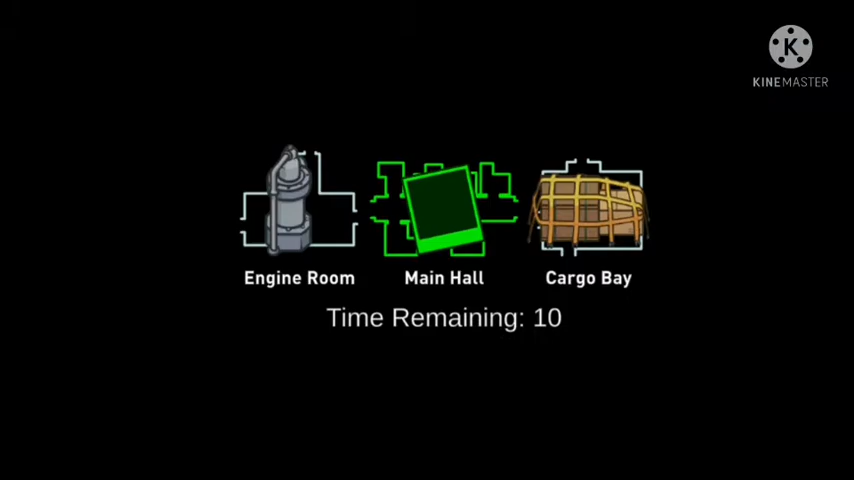 K
KINEMASTER
Engine Room Main Hall Cargo Bay
Time Remaining: 10